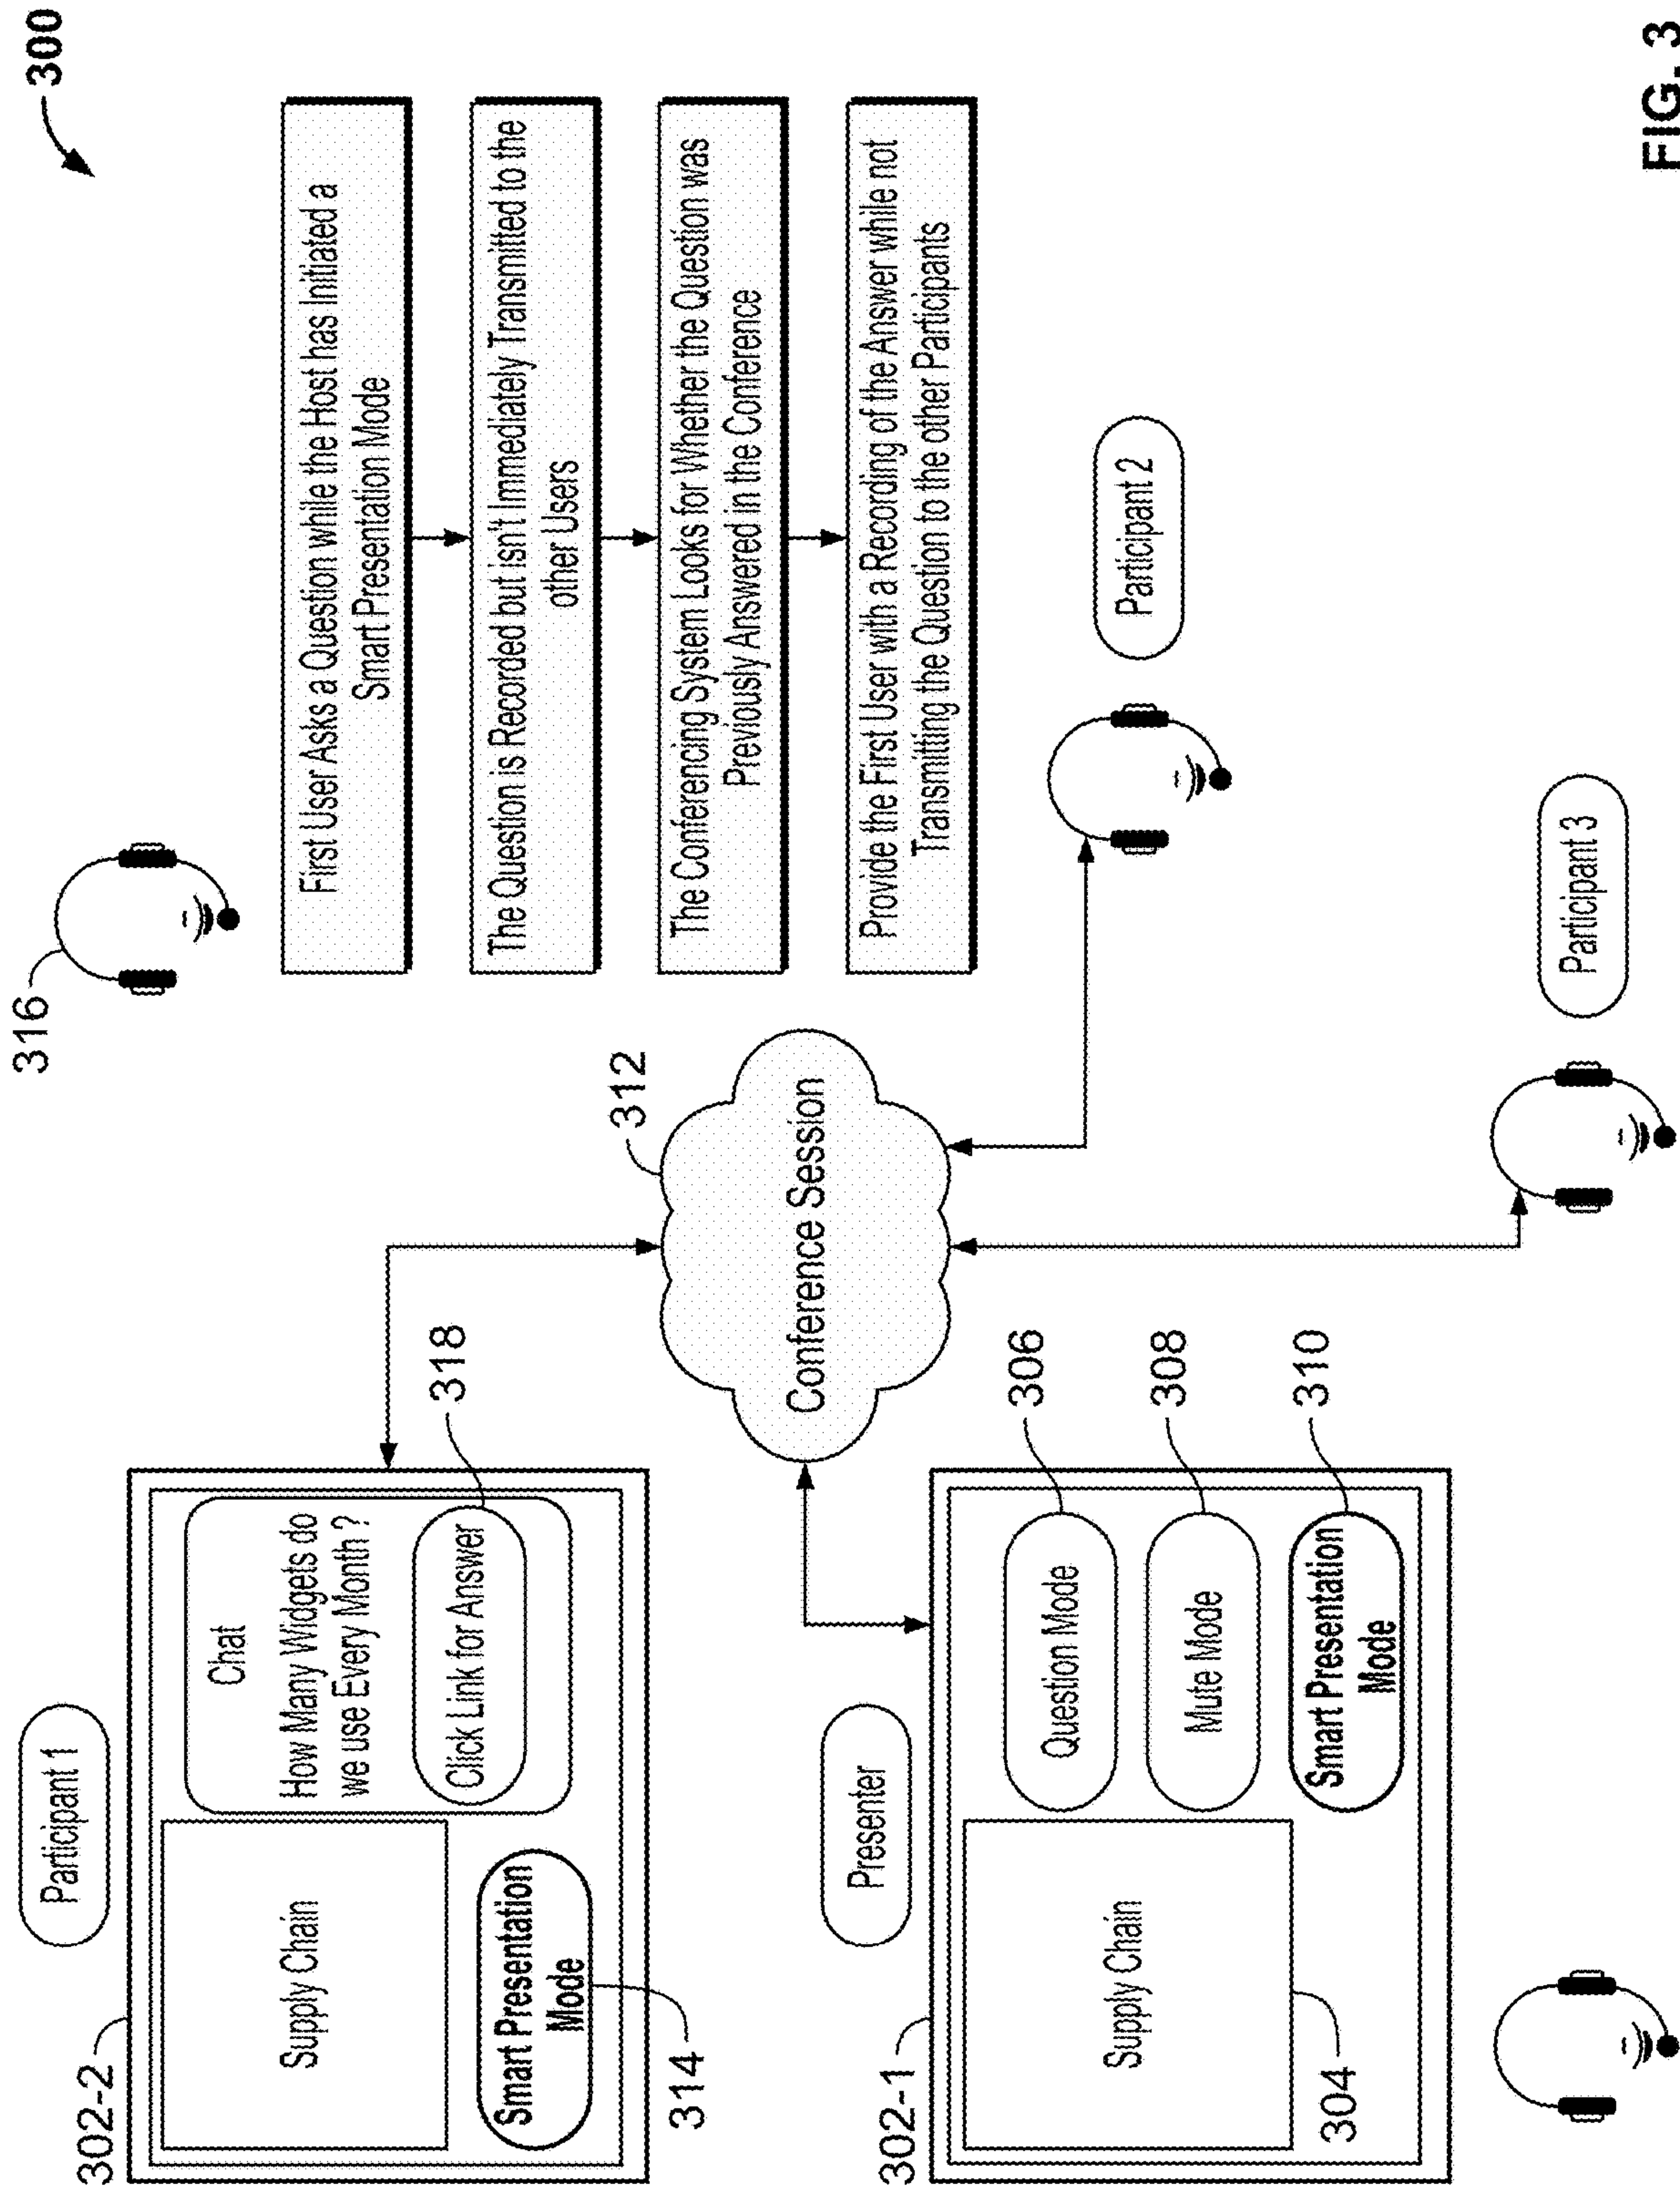 300
316
First User Asks a Question while the Host has Initiated a
Smart Presentation Mode
The Question is Recorded but isn't Immediately Transmitted to the
other Users
The Conferencing System Looks for Whether the Question was
Previously Answered in the Conference
Provide the First User with a Recording of the Answer while not
Transmitting the Question to the other Participants
Participant 1
302-2
Supply Chain
Chat
How Many Widgets do
we use Every Month ?
Click Link for Answer
318
Smart Presentation
Mode
314
312
Conference Session
Participant 2
Presenter
302-1
Supply Chain
304
Question Mode
306
Mute Mode
308
Smart Presentation
Mode
310
Participant 3
FIG. 3